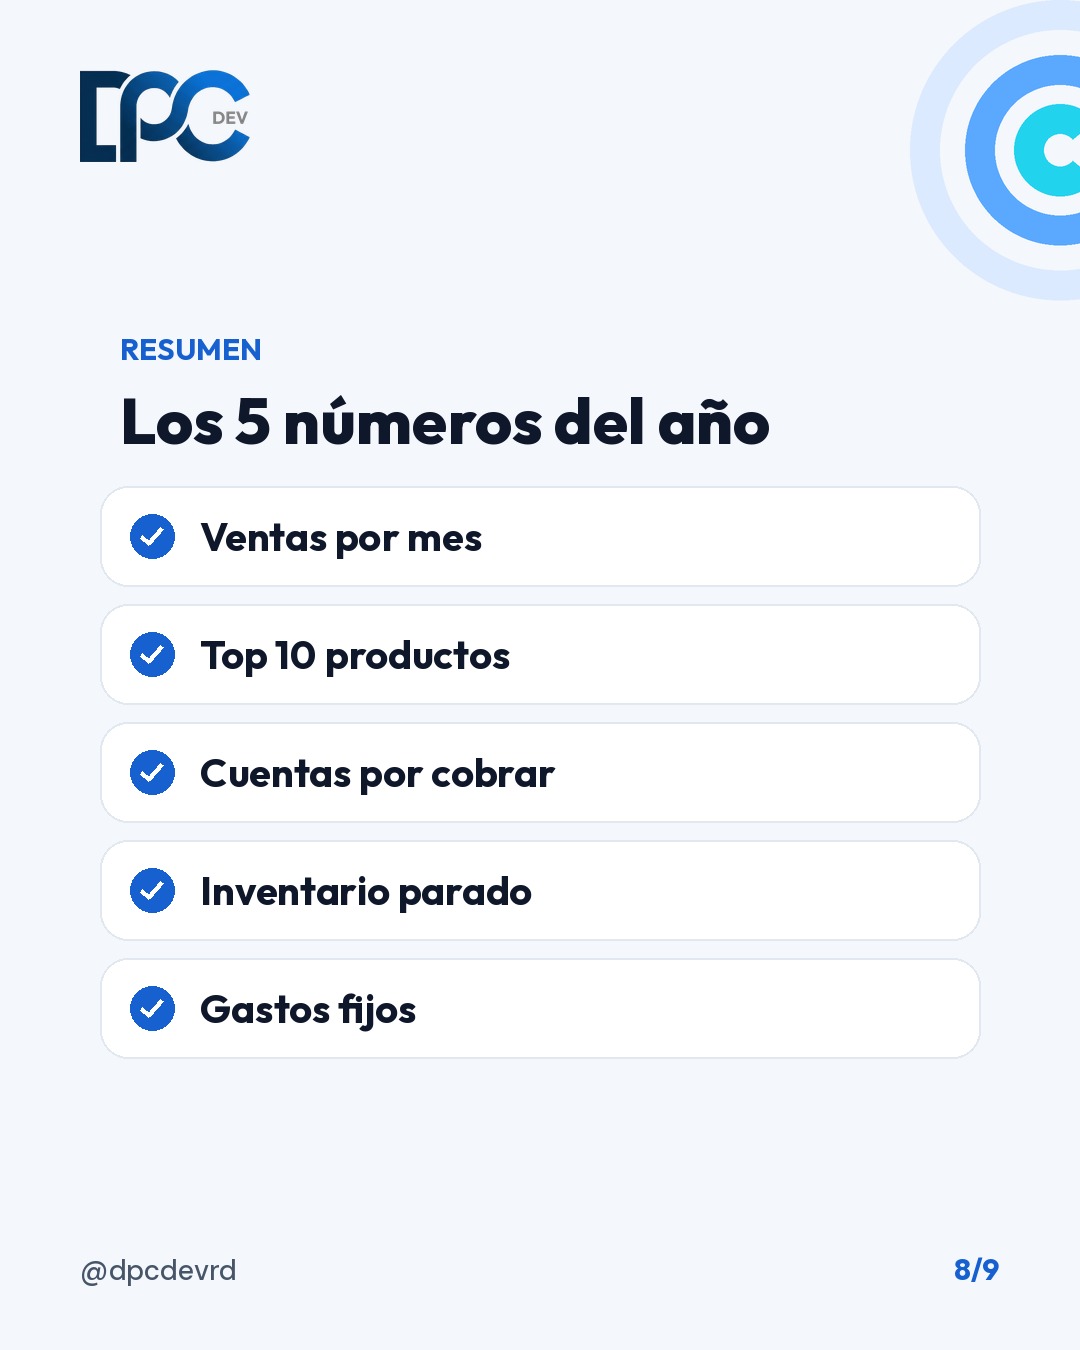 DPC
DEV
RESUMEN
Los 5 números del año
Ventas por mes
Top 10 productos
Cuentas por cobrar
Inventario parado
Gastos fijos
@dpcdevrd
8/9